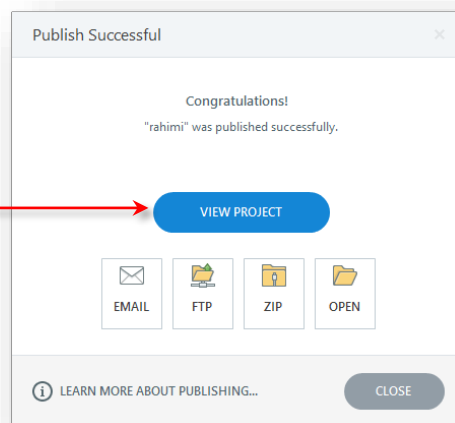 Publish Successful
Congratulations!
"rahimi" was published successfully.
VIEW PROJECT
EMAIL
FTP
ZIP
OPEN
LEARN MORE ABOUT PUBLISHING...
CLOSE